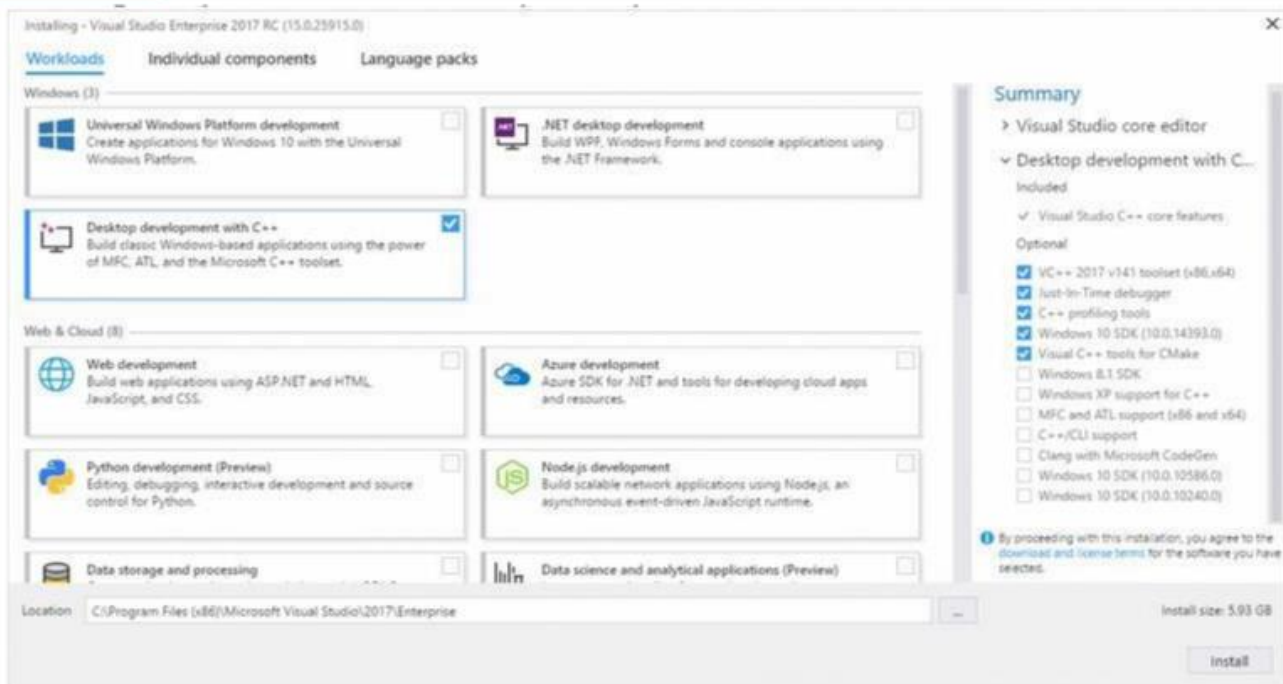 Installing - Visual Studio Enterprise 2017 RC (15.0.25915.0)
Workloads
Individual components
Language packs
Windows (3)
Universal Windows Platform development
Create applications for Windows 10 with the Universal
Windows Platform.
.NET
.NET desktop development
Build WPF, Windows Forms and console applications using
the .NET Framework.
Desktop development with C++
Build classic Windows-based applications using the power
of MFC, ATL, and the Microsoft C++ toolset.
Web & Cloud (8)
Web development
Build web applications using ASP.NET and HTML,
JavaScript, and CSS.
Azure development
Azure SDK for .NET and tools for developing cloud apps
and resources.
Python development (Preview)
Editing, debugging, interactive development and source
control for Python.
JS
Node.js development
Build scalable network applications using Node.js, an
asynchronous event-driven JavaScript runtime.
Data storage and processing
Data science and analytical applications (Preview)
Summary
Visual Studio core editor
Desktop development with C...
Included
Visual Studio C++ core features
Optional
VC++ 2017 v141 toolset (x86,x64)
Just-In-Time debugger
C++ profiling tools
Windows 10 SDK (10.0.14393.0)
Visual C++ tools for CMake
Windows 8.1 SDK
Windows XP support for C++
MFC and ATL support (x86 and x64)
C++/CLI support
Clang with Microsoft CodeGen
Windows 10 SDK (10.0.10586.0)
Windows 10 SDK (10.0.10240.0)
By proceeding with this installation, you agree to the
download and license terms for the software you have
selected.
Location
C:\Program Files (x86)\Microsoft Visual Studio\2017\Enterprise
...
Install size: 5.93 GB
Install